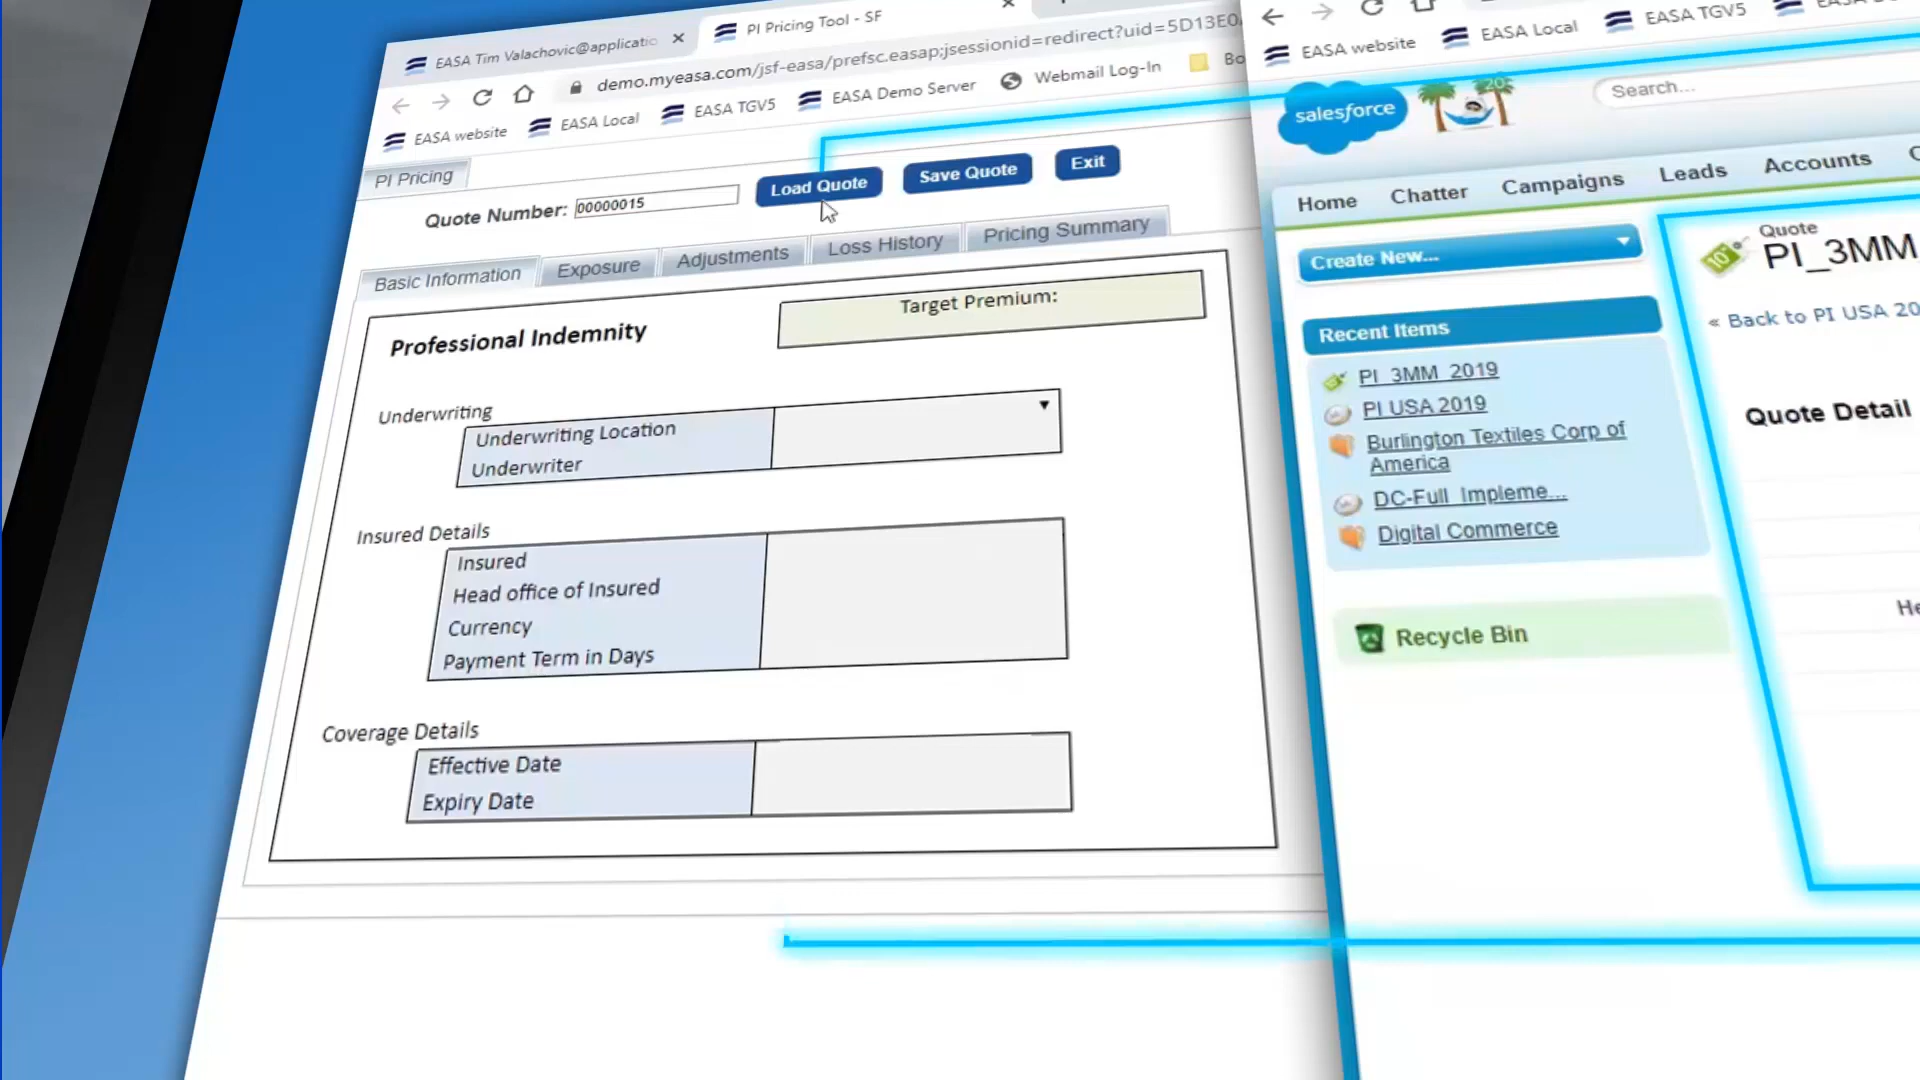 EASA Tim Valachovic@applicatio
PI Pricing Tool - SF
demo.myeasa.com/jsf-easa/prefsc.easap;jsessionid=redirect?uid=5D13E0
EASA website
EASA Local
EASA TGV5
EASA Demo Server
Webmail Log-In
Bo
PI Pricing
Quote Number:
00000015
Load Quote
Save Quote
Exit
Basic Information
Exposure
Adjustments
Loss History
Pricing Summary
Professional Indemnity
Target Premium:
Underwriting
Underwriting Location
Underwriter
Insured Details
Insured
Head office of Insured
Currency
Payment Term in Days
Coverage Details
Effective Date
Expiry Date
EASA website
EASA Local
EASA TGV5
salesforce
20
Search...
Home
Chatter
Campaigns
Leads
Accounts
Create New...
Recent Items
PI_3MM_2019
PI USA 2019
Burlington Textiles Corp of
America
DC-Full_Impleme...
Digital Commerce
Recycle Bin
Quote
PI_3MM
« Back to PI USA 20
Quote Detail
He